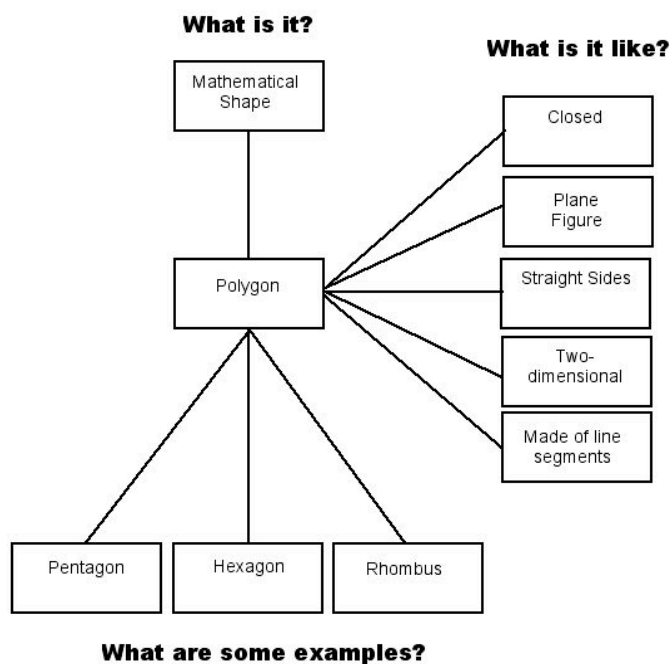 What is it?
Mathematical
Shape
What is it like?
Closed
Plane
Figure
Polygon
Straight Sides
Two-
dimensional
Made of line
segments
Pentagon
Hexagon
Rhombus
What are some examples?